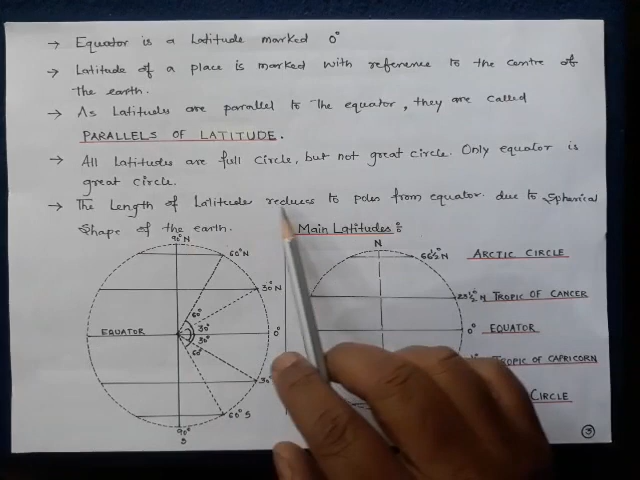 → Equator is a Latitude marked 0°
→ Latitude of a place is marked with reference to the centre of
the earth.
→ As Latitudes are parallel to the equator, they are called
PARALLELS OF LATITUDE.
→ All Latitudes are full circle, but not great circle. Only equator is
great circle.
→ The Length of Latitude reduces to poles from equator due to Spherical
shape of the earth.
Main Latitudes :
90° N
60° N
30° N
60°
30°
EQUATOR
0°
30°
60°
30°
60° S
90°
S
N
66½° N ARCTIC CIRCLE
23½° N TROPIC OF CANCER
0° EQUATOR
TROPIC OF CAPRICORN
CIRCLE
3